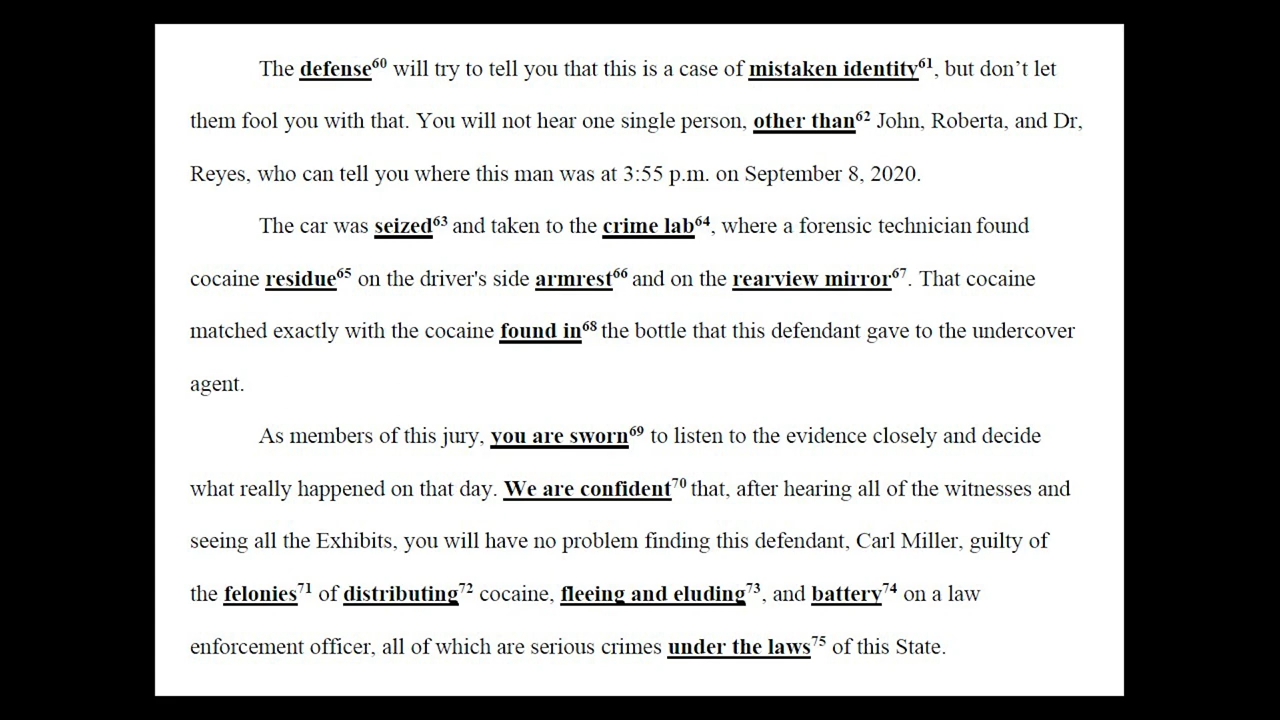 The defense⁶⁰ will try to tell you that this is a case of mistaken identity⁶¹, but don’t let
them fool you with that. You will not hear one single person, other than⁶² John, Roberta, and Dr,
Reyes, who can tell you where this man was at 3:55 p.m. on September 8, 2020.
The car was seized⁶³ and taken to the crime lab⁶⁴, where a forensic technician found
cocaine residue⁶⁵ on the driver's side armrest⁶⁶ and on the rearview mirror⁶⁷. That cocaine
matched exactly with the cocaine found in⁶⁸ the bottle that this defendant gave to the undercover
agent.
As members of this jury, you are sworn⁶⁹ to listen to the evidence closely and decide
what really happened on that day. We are confident⁷⁰ that, after hearing all of the witnesses and
seeing all the Exhibits, you will have no problem finding this defendant, Carl Miller, guilty of
the felonies⁷¹ of distributing⁷² cocaine, fleeing and eluding⁷³, and battery⁷⁴ on a law
enforcement officer, all of which are serious crimes under the laws⁷⁵ of this State.